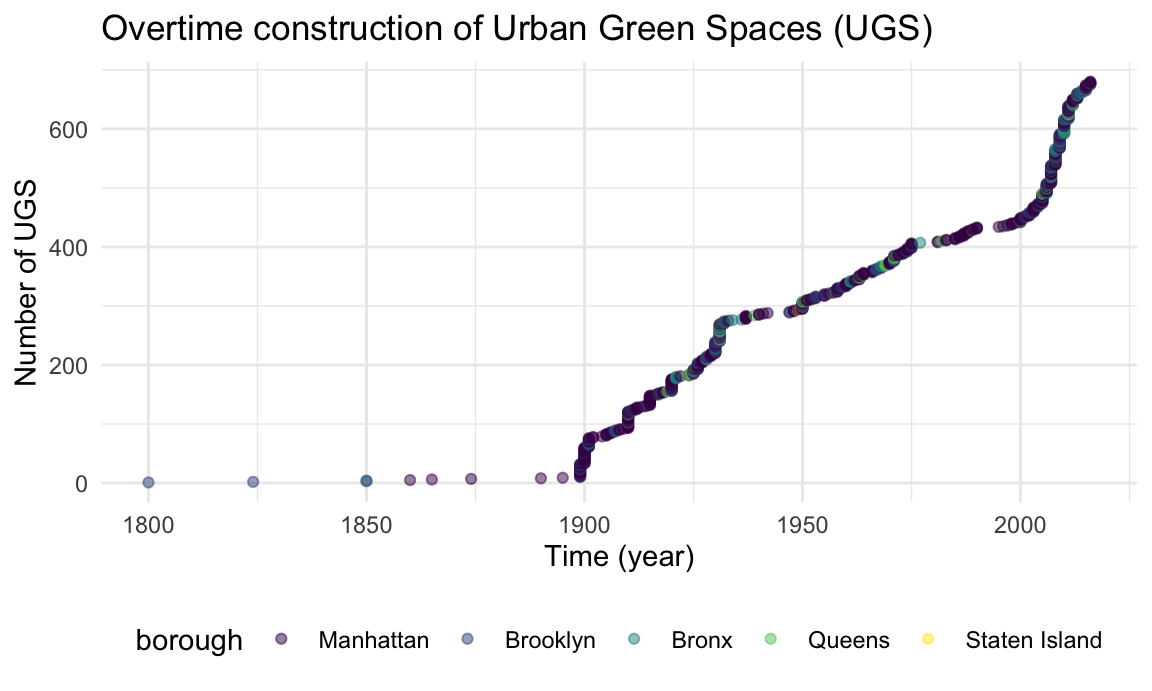 Overtime construction of Urban Green Spaces (UGS)
Number of UGS
600
400
200
0
1800 1850 1900 1950 2000
Time (year)
borough Manhattan Brooklyn Bronx Queens Staten Island